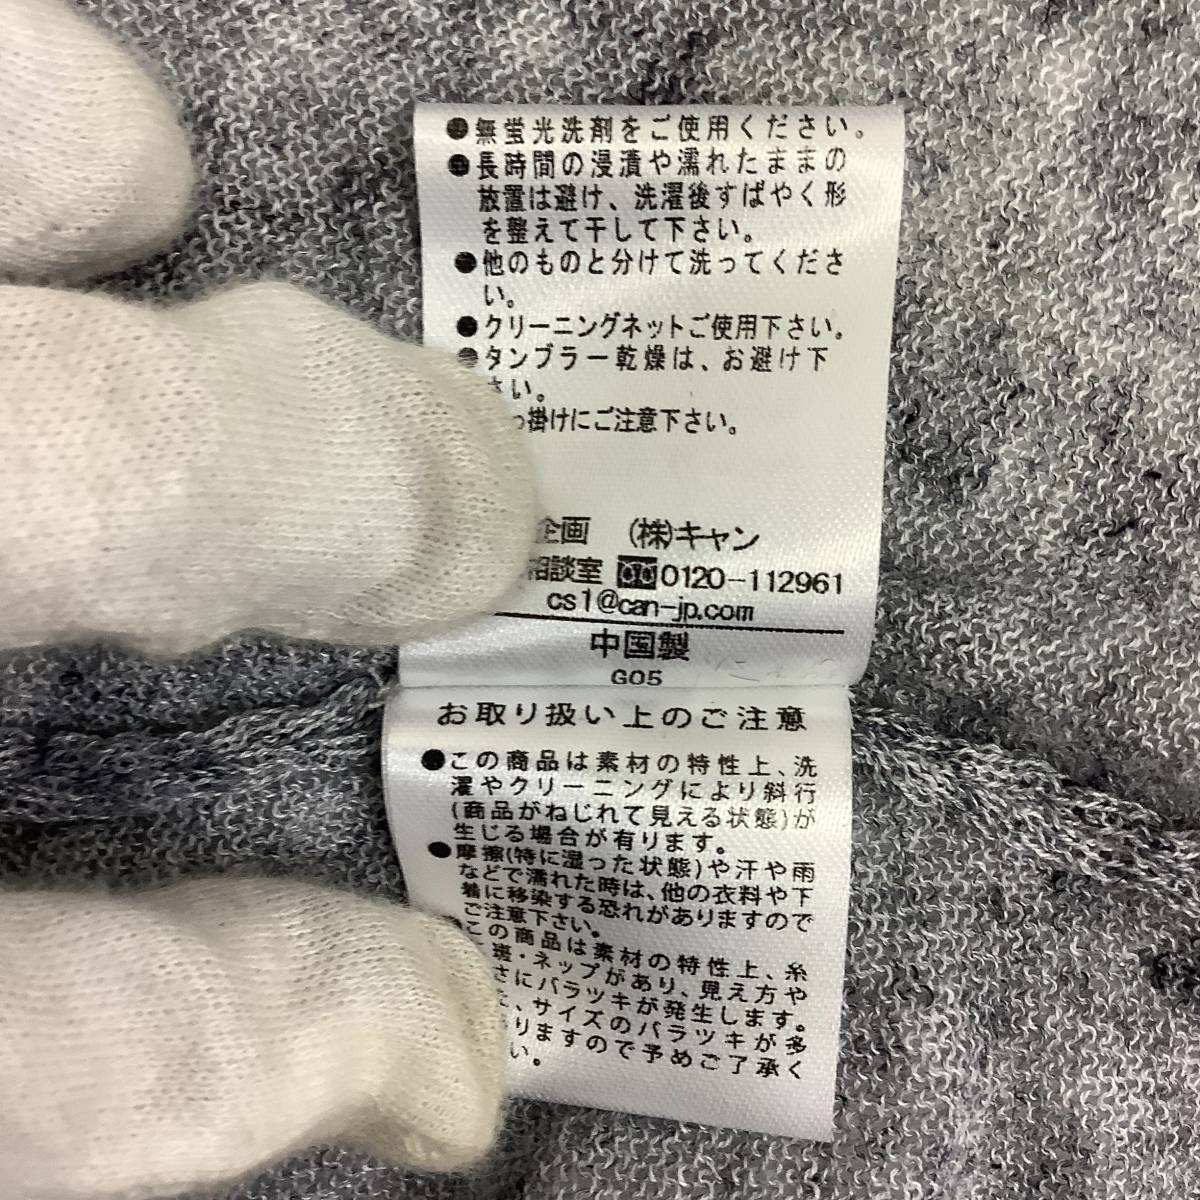 ●無蛍光洗剤をご使用ください。
●長時間の浸漬や濡れたままの
放置は避け、洗濯後すばやく形
を整えて干して下さい。
●他のものと分けて洗ってくださ
い。
●クリーニングネットご使用下さい。
●タンブラー乾燥は、お避け下
さい。
っ掛けにご注意下さい。
企画 (株)キャン
相談室 0120-112961
cs1@can-jp.com
中国製
G05
お取り扱い上のご注意
●この商品は素材の特性上、洗
濯やクリーニングにより斜行
(商品がねじれて見える状態)が
生じる場合が有ります。
●摩擦(特に湿った状態)や汗や雨
などで濡れた時は、他の衣料や下
着に移染する恐れがありますので
ご注意下さい。
●この商品は素材の特性上、糸
斑・ネップがあり、見え方や
さにバラツキが発生します。
、サイズのバラツキが多
りますので予めご了承く
い。